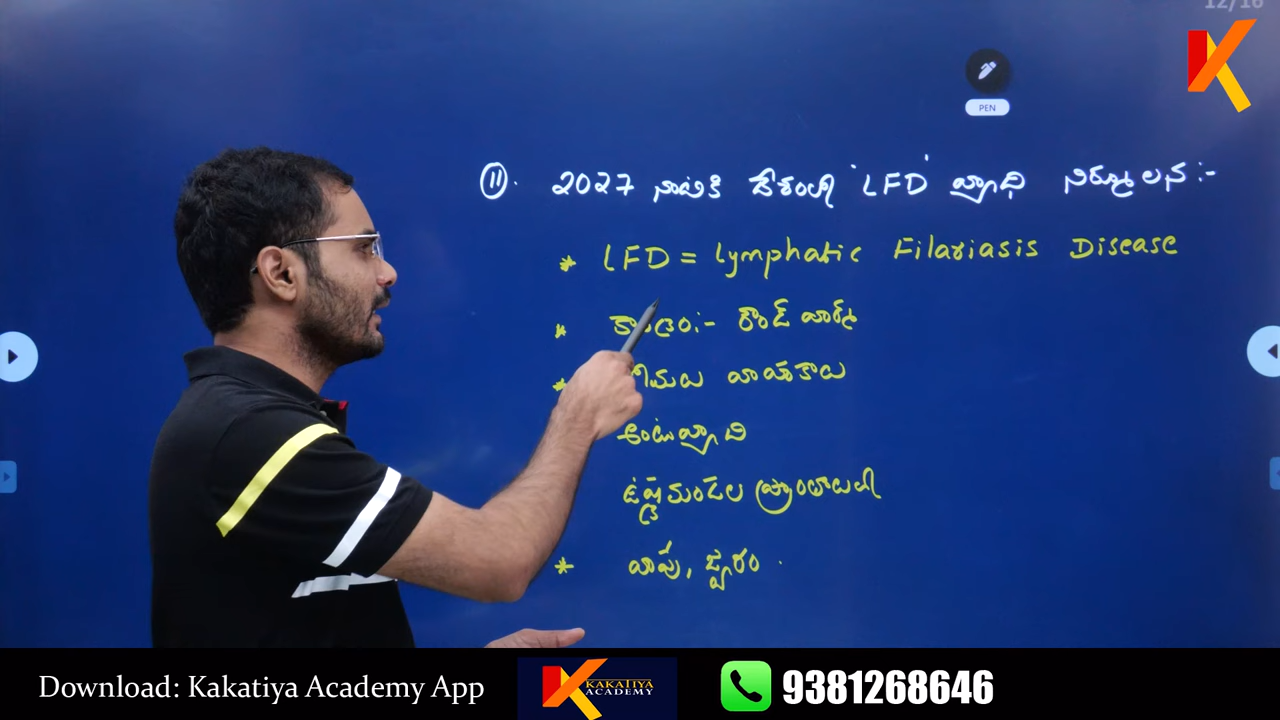 12/16
PEN
⑪. 2027 నాటికి దేశంలో 'LFD' వ్యాధి నిర్మూలన :-
* LFD = Lymphatic Filariasis Disease
* కారణం :- రౌండ్ వార్మ్
* దోమలు వాహకాలు
అంటువ్యాధి
ఉష్ణమండల ప్రాంతాలలో
* వాపు, జ్వరం.
Download: Kakatiya Academy App
KAKATIYA
ACADEMY
9381268646